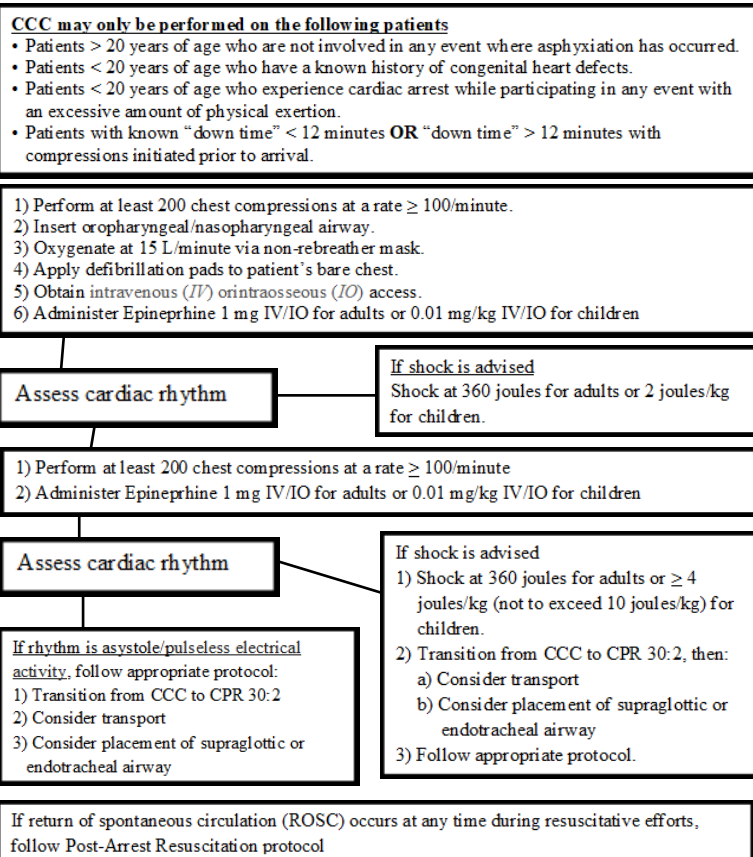 CCC may only be performed on the following patients
• Patients > 20 years of age who are not involved in any event where asphyxiation has occurred.
• Patients < 20 years of age who have a known history of congenital heart defects.
• Patients < 20 years of age who experience cardiac arrest while participating in any event with
an excessive amount of physical exertion.
• Patients with known “down time” < 12 minutes OR “down time” > 12 minutes with
compressions initiated prior to arrival.
1) Perform at least 200 chest compressions at a rate ≥ 100/minute.
2) Insert oropharyngeal/nasopharyngeal airway.
3) Oxygenate at 15 L/minute via non-rebreather mask.
4) Apply defibrillation pads to patient’s bare chest.
5) Obtain intravenous (IV) orintraosseous (IO) access.
6) Administer Epineprhine 1 mg IV/IO for adults or 0.01 mg/kg IV/IO for children
Assess cardiac rhythm
If shock is advised
Shock at 360 joules for adults or 2 joules/kg
for children.
1) Perform at least 200 chest compressions at a rate ≥ 100/minute
2) Administer Epineprhine 1 mg IV/IO for adults or 0.01 mg/kg IV/IO for children
Assess cardiac rhythm
If shock is advised
1) Shock at 360 joules for adults or ≥ 4
joules/kg (not to exceed 10 joules/kg) for
children.
2) Transition from CCC to CPR 30:2, then:
a) Consider transport
b) Consider placement of supraglottic or
endotracheal airway
3) Follow appropriate protocol.
If rhythm is asystole/pulseless electrical
activity, follow appropriate protocol:
1) Transition from CCC to CPR 30:2
2) Consider transport
3) Consider placement of supraglottic or
endotracheal airway
If return of spontaneous circulation (ROSC) occurs at any time during resuscitative efforts,
follow Post-Arrest Resuscitation protocol